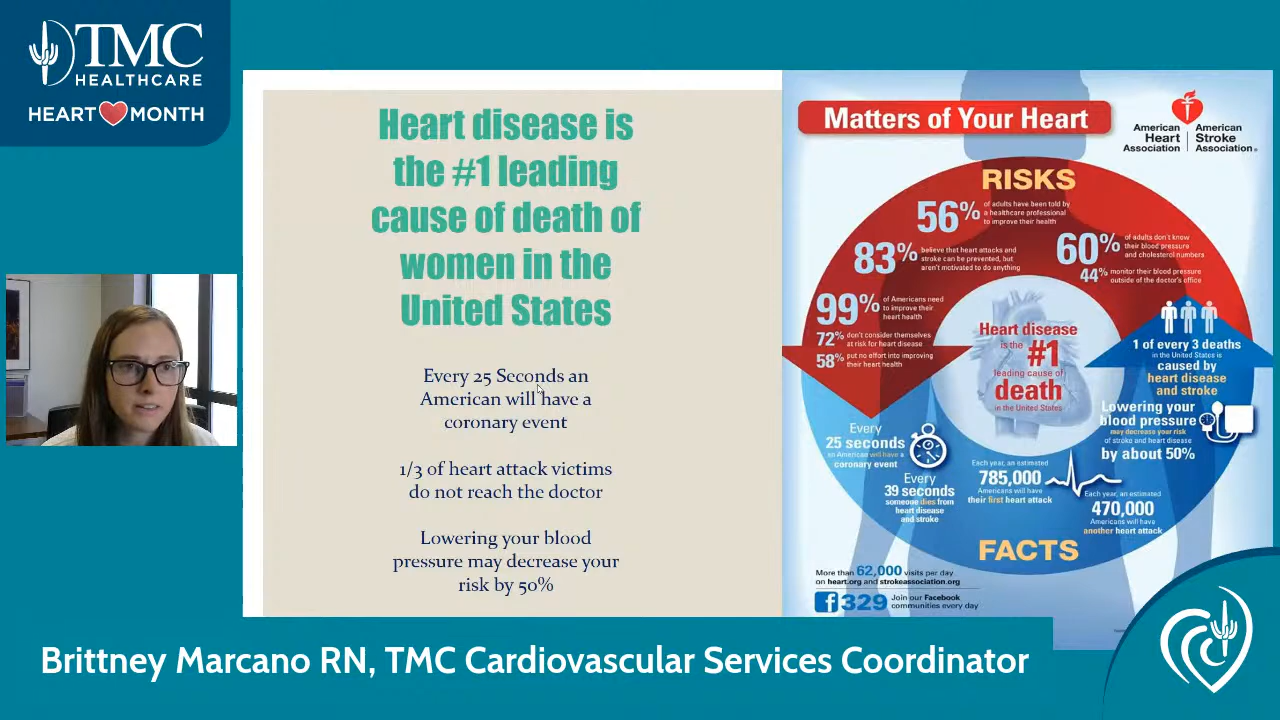 TMC
HEALTHCARE
HEART MONTH
Heart disease is
the #1 leading
cause of death of
women in the
United States
Every 25 Seconds an
American will have a
coronary event
1/3 of heart attack victims
do not reach the doctor
Lowering your blood
pressure may decrease your
risk by 50%
Matters of Your Heart
American
Heart
Association
American
Stroke
Association®
RISKS
56% of adults have been told by
a healthcare professional
to improve their health
83% believe that heart attacks and
stroke can be prevented, but
aren't motivated to do anything
60% of adults don't know
their blood pressure
and cholesterol numbers
44% monitor their blood pressure
outside of the doctor's office
99% of Americans need
to improve their
heart health
72% don't consider themselves
at risk for heart disease
58% put no effort into improving
their heart health
Heart disease
is the #1
leading cause of
death
in the United States
1 of every 3 deaths
in the United States is
caused by
heart disease
and stroke
Lowering your
blood pressure
may decrease your risk
of stroke and heart disease
by about 50%
Every
25 seconds
an American will have a
coronary event
Every
39 seconds
someone dies from
heart disease
and stroke
Each year, an estimated
785,000
Americans will have
their first heart attack
Each year, an estimated
470,000
Americans will have
another heart attack
FACTS
More than 62,000 visits per day
on heart.org and strokeassociation.org
f 329 Join our Facebook
communities every day
Brittney Marcano RN, TMC Cardiovascular Services Coordinator